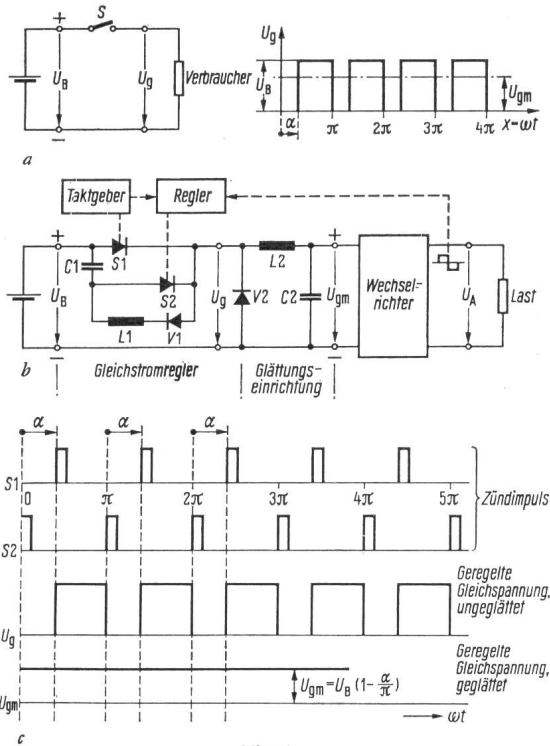 + S
U_B U_g Verbraucher
−
a
U_g
U_B
U_gm
α π 2π 3π 4π x=ωt
Taktgeber Regler
+ S1 + 
C1 L2
S2
U_B U_g V2 C2 U_gm Wechsel-
richter U_A Last
L1 V1
− −
b Gleichstromregler Glättungs-
einrichtung
α α α
S1 0 π 2π 3π 4π 5π
Zündimpuls
S2
Geregelte
Gleichspannung,
ungeglättet
U_g
Geregelte
Gleichspannung,
geglättet
U_gm = U_B (1 − α/π)
U_gm
ωt
c